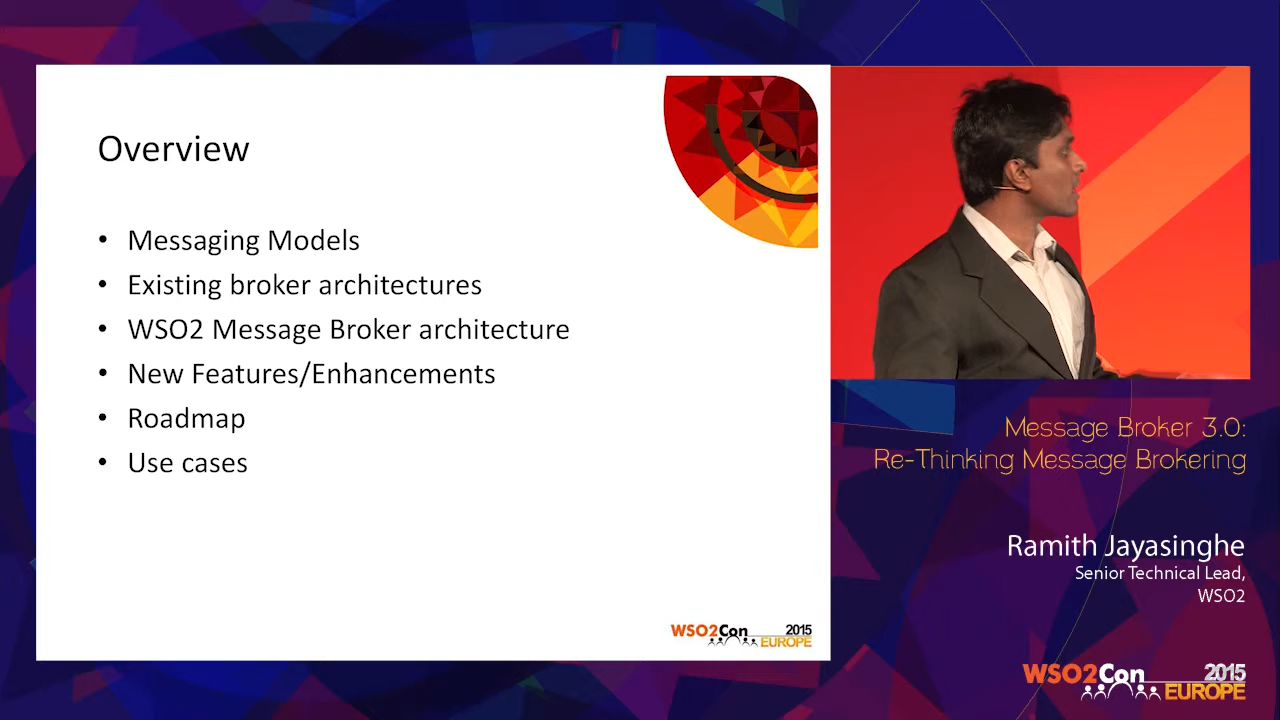 Overview
• Messaging Models
• Existing broker architectures
• WSO2 Message Broker architecture
• New Features/Enhancements
• Roadmap
• Use cases
WSO2Con 2015
EUROPE
Message Broker 3.0:
Re-Thinking Message Brokering
Ramith Jayasinghe
Senior Technical Lead,
WSO2
WSO2Con 2015
EUROPE